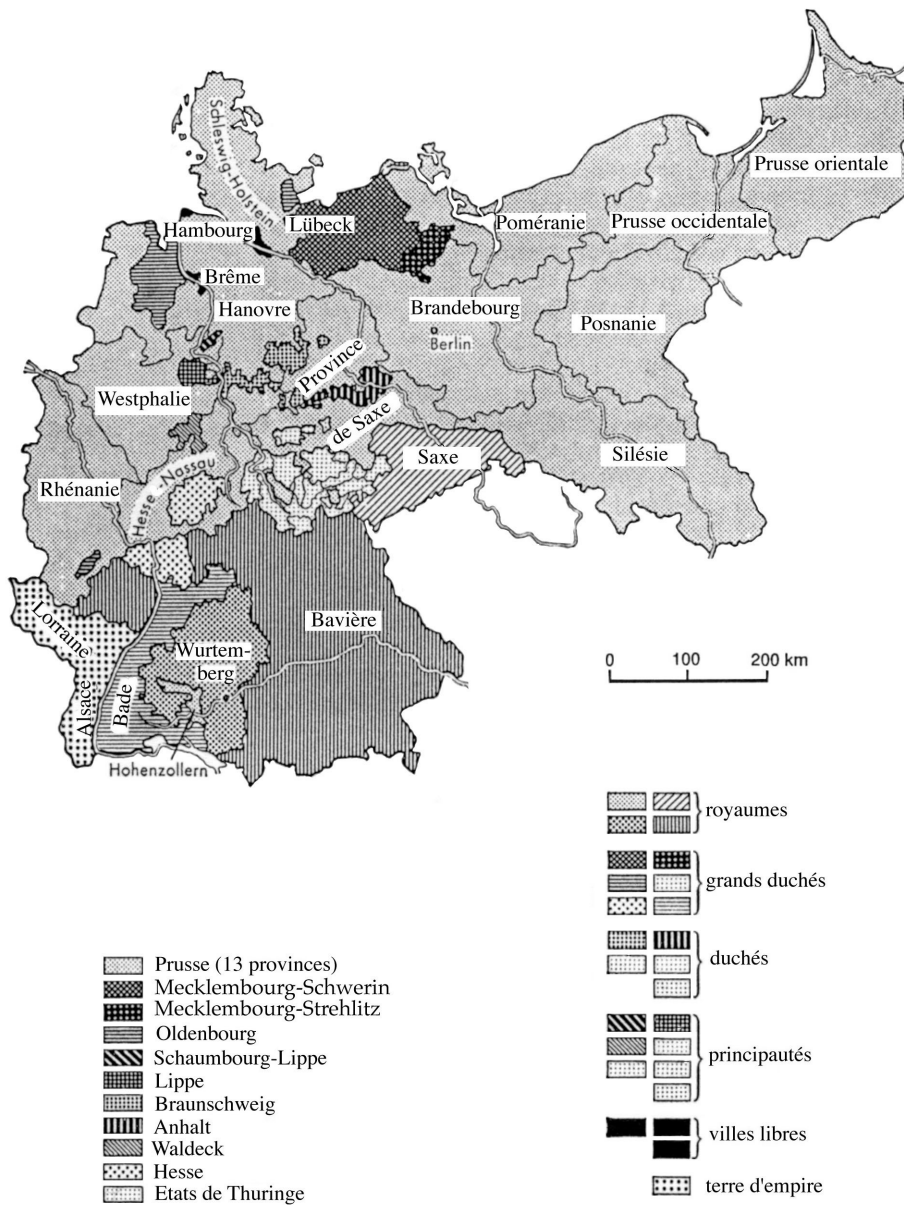 Schleswig-Holstein
Prusse orientale
Hambourg
Lübeck
Poméranie
Prusse occidentale
Brême
Hanovre
Brandebourg
Posnanie
Berlin
Province
de Saxe
Westphalie
Saxe
Silésie
Hesse-Nassau
Rhénanie
Lorraine
Bavière
Wurtem-
berg
Alsace
Bade
Hohenzollern
0 100 200 km
royaumes
grands duchés
duchés
principautés
villes libres
terre d'empire
Prusse (13 provinces)
Mecklembourg-Schwerin
Mecklembourg-Strehlitz
Oldenbourg
Schaumbourg-Lippe
Lippe
Braunschweig
Anhalt
Waldeck
Hesse
Etats de Thuringe